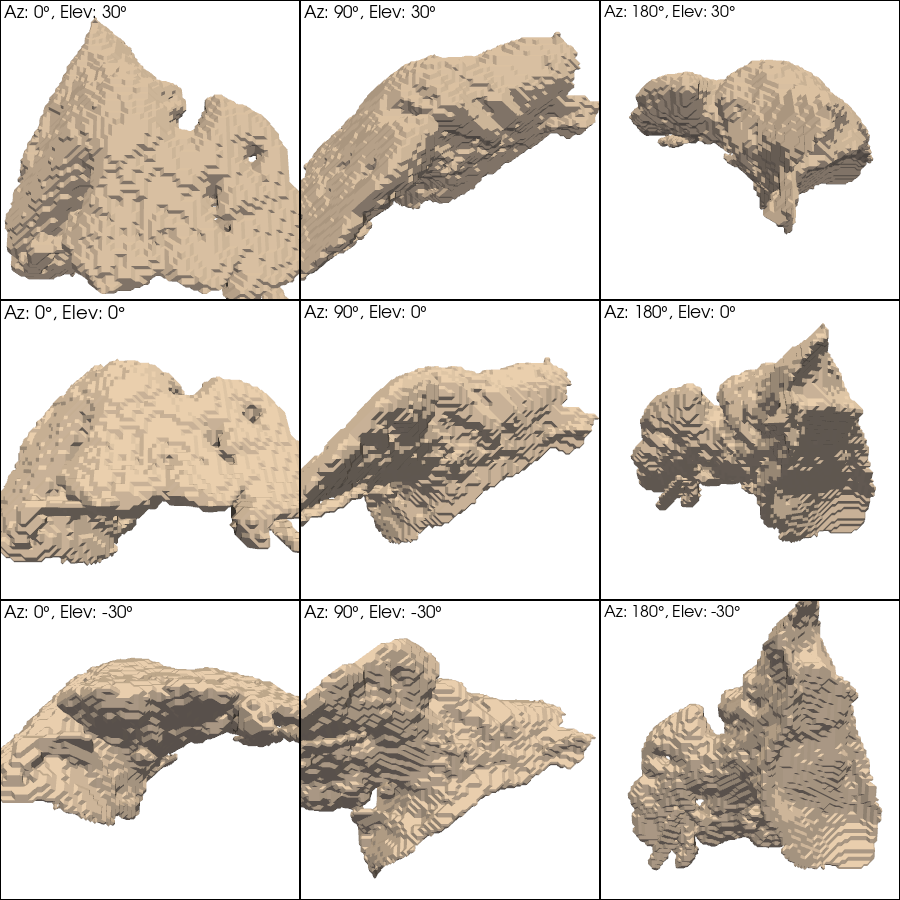 Az: 0°, Elev: 30°
Az: 90°, Elev: 30°
Az: 180°, Elev: 30°
Az: 0°, Elev: 0°
Az: 90°, Elev: 0°
Az: 180°, Elev: 0°
Az: 0°, Elev: -30°
Az: 90°, Elev: -30°
Az: 180°, Elev: -30°